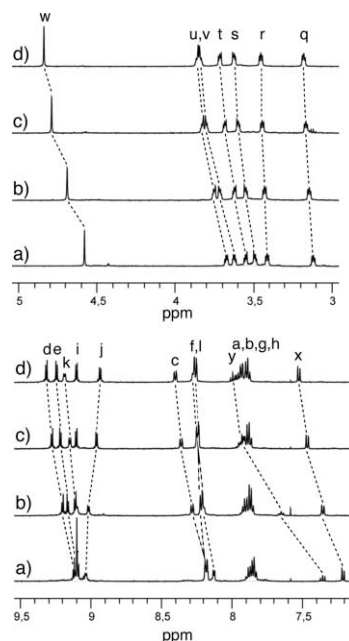 w u,v t s r q
d)
c)
b)
a)
5 4,5 4 3,5 3
ppm
d e k i j c f,l y a,b,g,h x
d)
c)
b)
a)
9,5 9 8,5 8 7,5
ppm